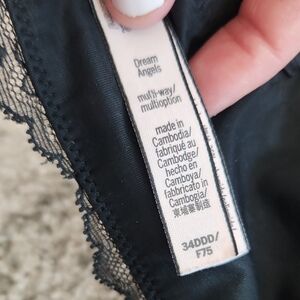 Dream
Angels
multi-way/
multioption
made in
Cambodia/
fabriqué au
Cambodge/
hecho en
Camboya/
fabbricato in
Cambogia/
柬埔寨制造
34DDD/
F75